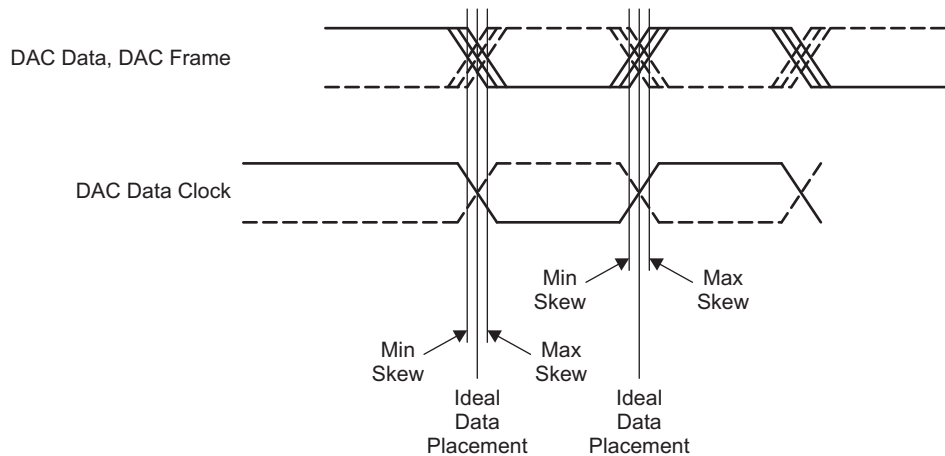 DAC Data, DAC Frame
DAC Data Clock
Min
Skew
Max
Skew
Min
Skew
Max
Skew
Ideal
Data
Placement
Ideal
Data
Placement